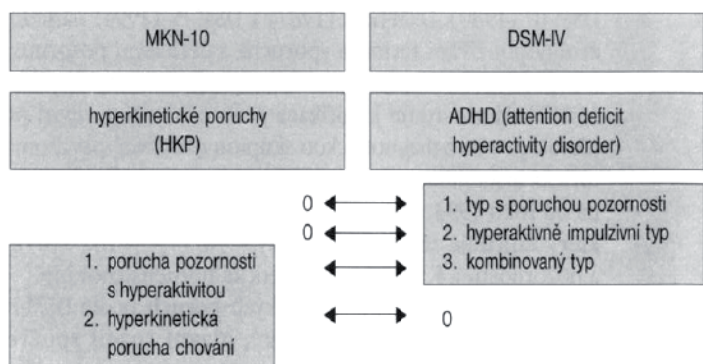 MKN-10
DSM-IV
hyperkinetické poruchy
(HKP)
ADHD (attention deficit
hyperactivity disorder)
0
0
1. typ s poruchou pozornosti
2. hyperaktivně impulzivní typ
3. kombinovaný typ
1. porucha pozornosti
s hyperaktivitou
2. hyperkinetická
porucha chování
0